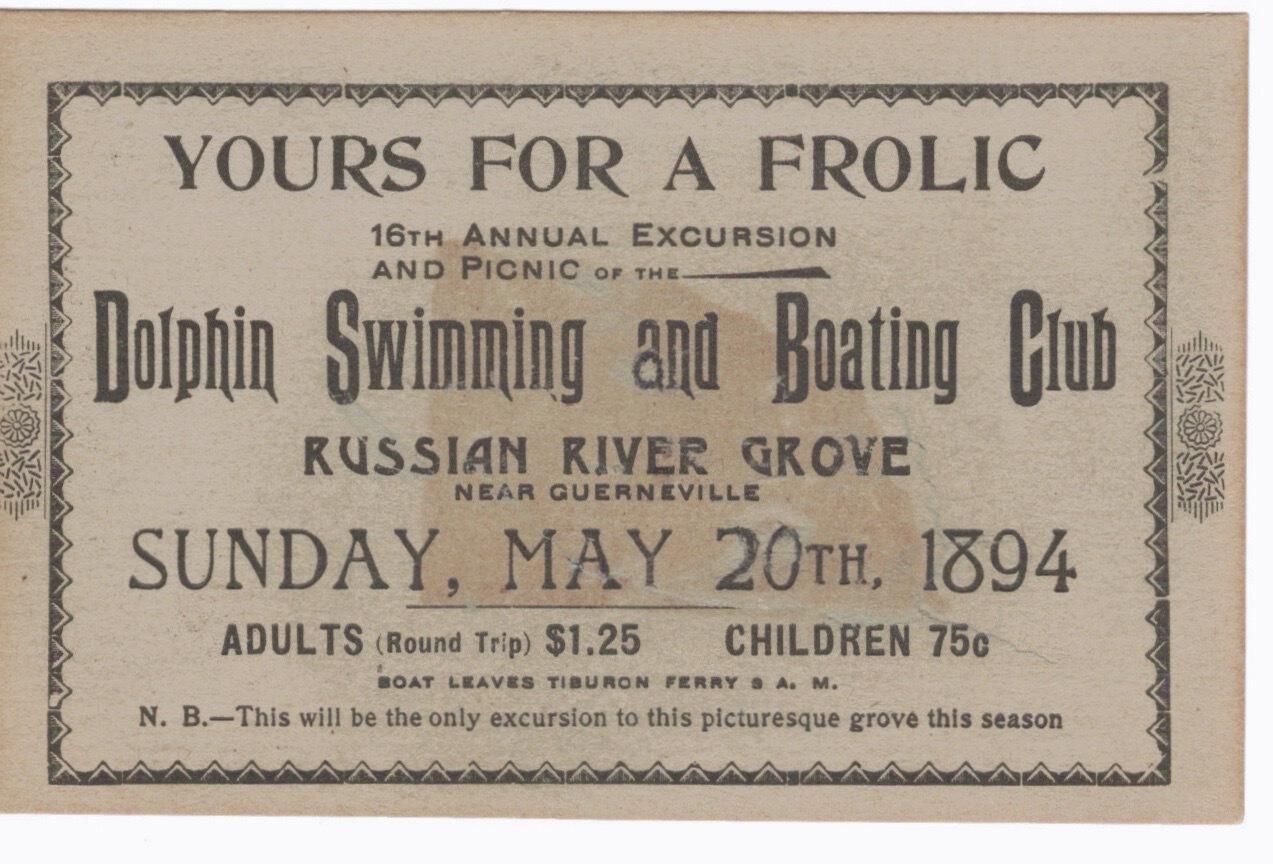 YOURS FOR A FROLIC
16TH ANNUAL EXCURSION
AND PICNIC OF THE
Dolphin Swimming and Boating Club
RUSSIAN RIVER GROVE
NEAR GUERNEVILLE
SUNDAY, MAY 20TH, 1894
ADULTS (Round Trip) $1.25 CHILDREN 75c
BOAT LEAVES TIBURON FERRY A. M.
N. B.—This will be the only excursion to this picturesque grove this season